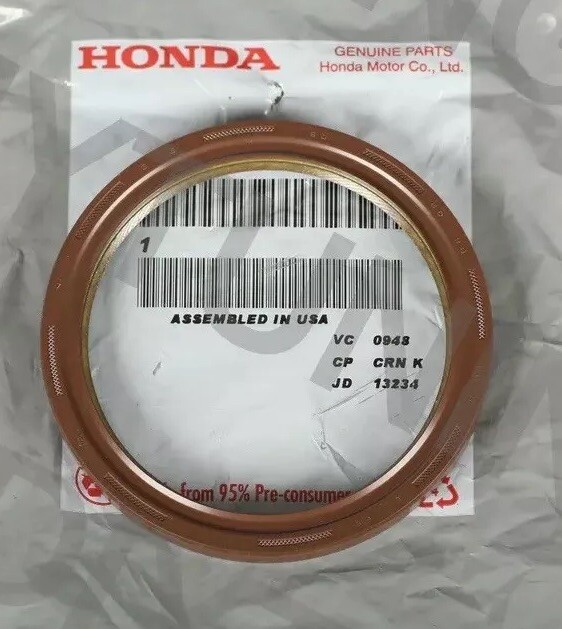 HONDA
GENUINE PARTS
Honda Motor Co., Ltd.
1
ASSEMBLED IN USA
VC 0948
CP CRN K
JD 13234
from 95% Pre-consumer